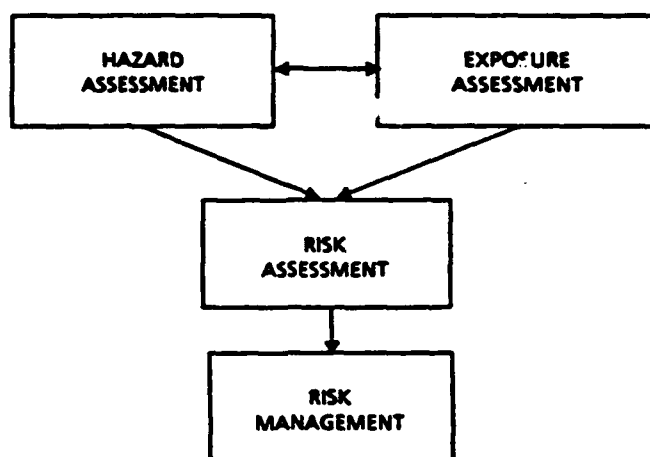 HAZARD
ASSESSMENT
EXPOSURE
ASSESSMENT
RISK
ASSESSMENT
RISK
MANAGEMENT